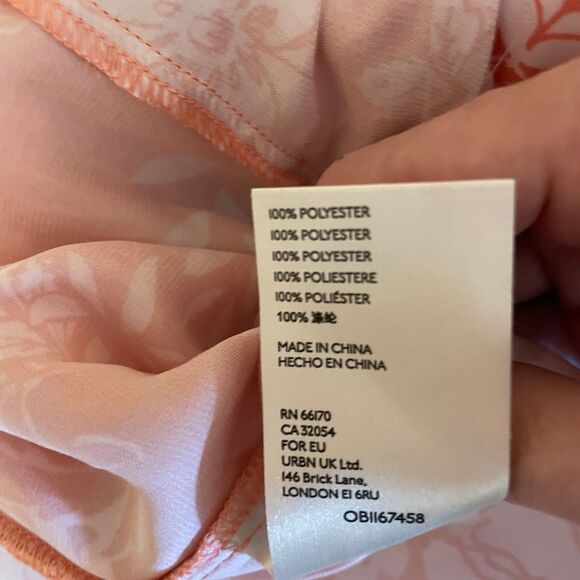 100% POLYESTER
100% POLYESTER
100% POLYESTER
100% POLIESTERE
100% POLIÉSTER
100% 涤纶
MADE IN CHINA
HECHO EN CHINA
RN 66170
CA 32054
FOR EU
URBN UK Ltd.
146 Brick Lane,
LONDON E1 6RU
OB1167458